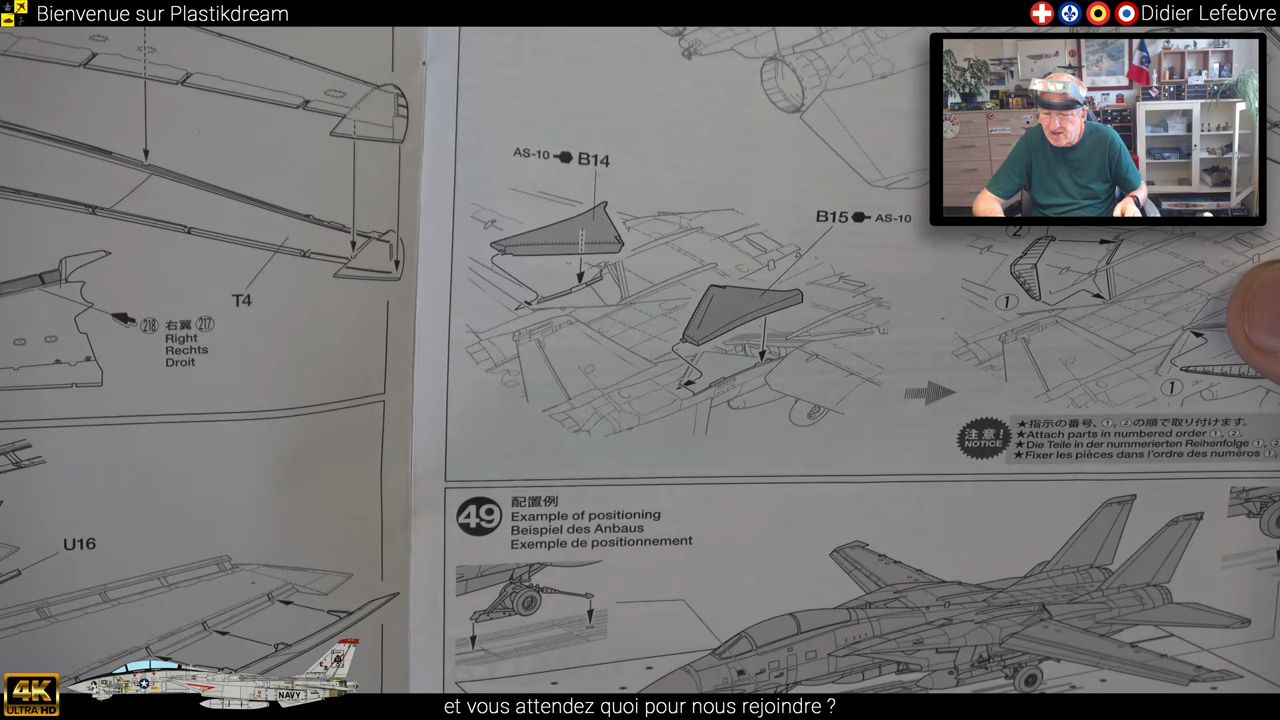 Bienvenue sur Plastikdream
Didier Lefebvre
AS-10 B14
B15 AS-10
T4
218 右翼 217
Right
Rechts
Droit
②
①
①
注意!
NOTICE
★指示の番号、①,②の順で取り付けます。
★Attach parts in numbered order ①, ②.
★Die Teile in der nummerierten Reihenfolge ①,
★Fixer les pièces dans l'ordre des numéros ①,
49 配置例
Example of positioning
Beispiel des Anbaus
Exemple de positionnement
U16
NAVY
4K
ULTRA HD
et vous attendez quoi pour nous rejoindre ?